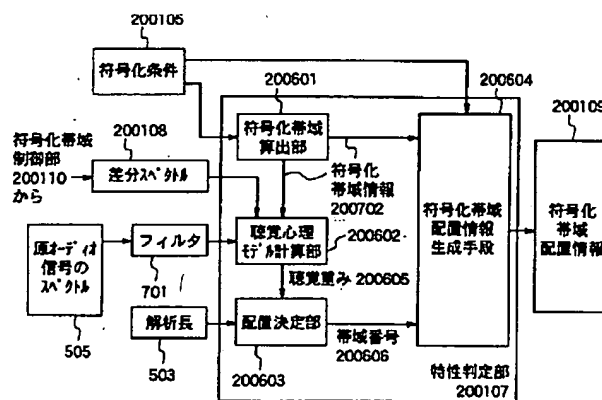 200105
符号化条件
200601
200604
200109
200108
符号化帯域
算出部
符号化帯域
制御部
200110
から
差分スペクトル
符号化
帯域情報
200702
符号化帯域
配置情報
生成手段
符号化
帯域
配置情報
原オーディオ
信号の
スペクトル
フィルタ
聴覚心理
モデル計算部
200602
701
聴覚重み 200605
解析長
配置決定部
帯域番号
200606
505
503
200603
特性判定部
200107